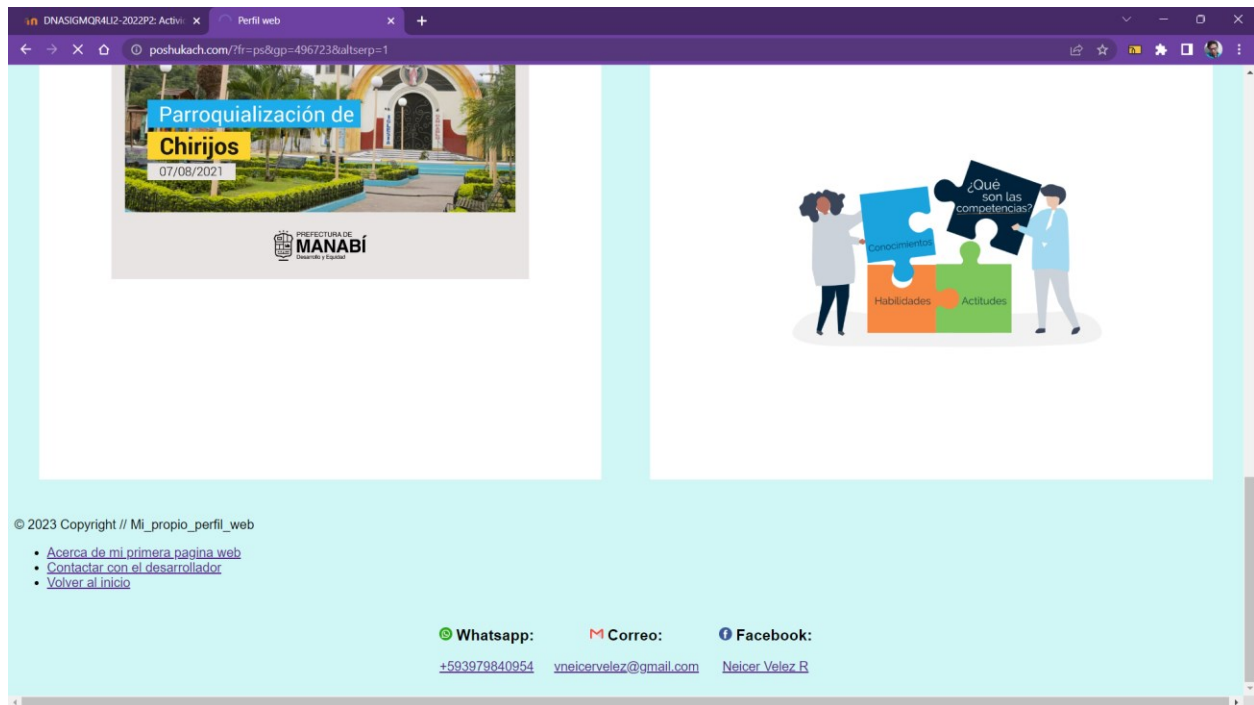 DNASIGMQR4LI2-2022P2: Activi
Perfil web
poshukach.com/?fr=ps&gp=496723&altserp=1
Parroquialización de
Chirijos
07/08/2021
PREFECTURA DE
MANABÍ
Desarrollo y Equidad
¿Qué
son las
competencias?
Conocimientos
Habilidades
Actitudes
© 2023 Copyright // Mi_propio_perfil_web
Acerca de mi primera pagina web
Contactar con el desarrollador
Volver al inicio
Whatsapp: Correo: Facebook:
+593979840954 vneicervelez@gmail.com Neicer Velez R